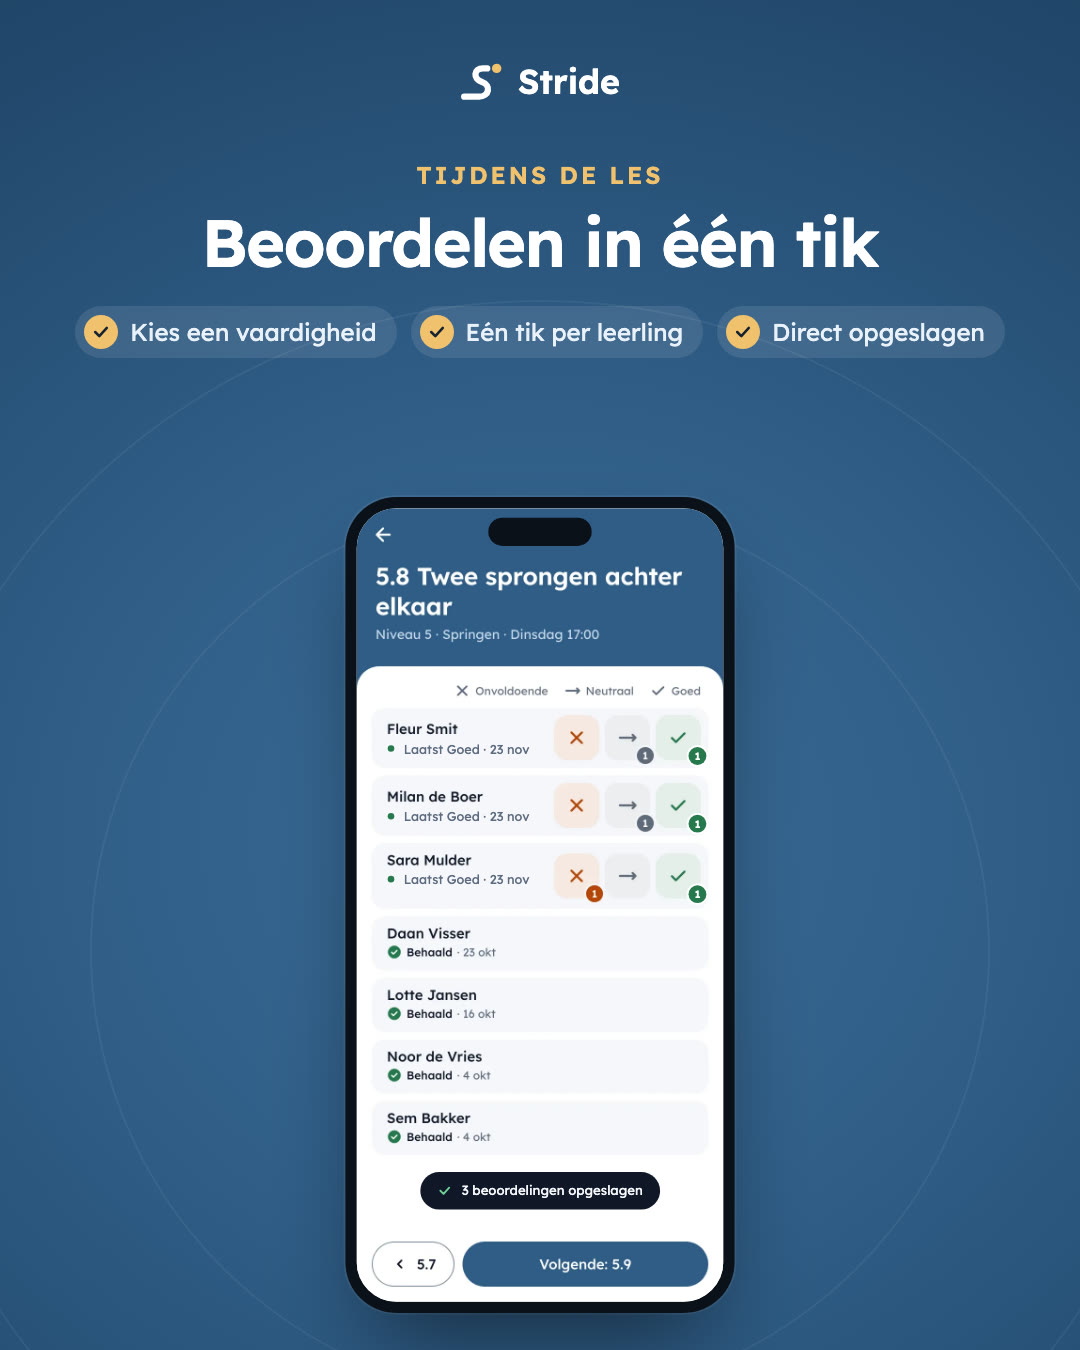 Stride
TIJDENS DE LES
Beoordelen in één tik
Kies een vaardigheid
Eén tik per leerling
Direct opgeslagen
5.8 Twee sprongen achter
elkaar
Niveau 5 · Springen · Dinsdag 17:00
Onvoldoende
Neutraal
Goed
Fleur Smit
Laatst Goed · 23 nov
1
1
Milan de Boer
Laatst Goed · 23 nov
1
1
Sara Mulder
Laatst Goed · 23 nov
1
1
Daan Visser
Behaald · 23 okt
Lotte Jansen
Behaald · 16 okt
Noor de Vries
Behaald · 4 okt
Sem Bakker
Behaald · 4 okt
3 beoordelingen opgeslagen
5.7
Volgende: 5.9